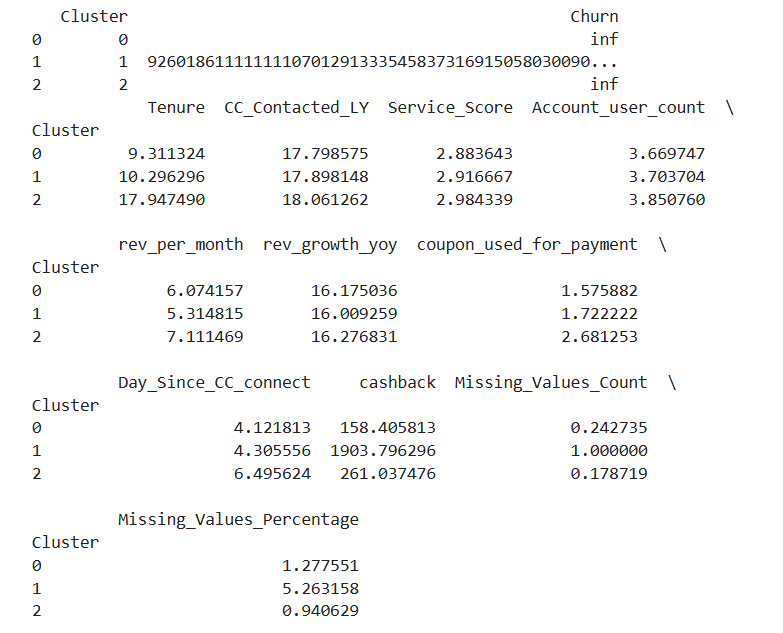 Cluster Churn
0 0 inf
1 1 926018611111111070129133354583731691505803009​0...
2 2 inf
Tenure CC_Contacted_LY Service_Score Account_user_count \
Cluster
0 9.311324 17.798575 2.883643 3.669747
1 10.296296 17.898148 2.916667 3.703704
2 17.947490 18.061262 2.984339 3.850760
rev_per_month rev_growth_yoy coupon_used_for_payment \
Cluster
0 6.074157 16.175036 1.575882
1 5.314815 16.009259 1.722222
2 7.111469 16.276831 2.681253
Day_Since_CC_connect cashback Missing_Values_Count \
Cluster
0 4.121813 158.405813 0.242735
1 4.305556 1903.796296 1.000000
2 6.495624 261.037476 0.178719
Missing_Values_Percentage
Cluster
0 1.277551
1 5.263158
2 0.940629